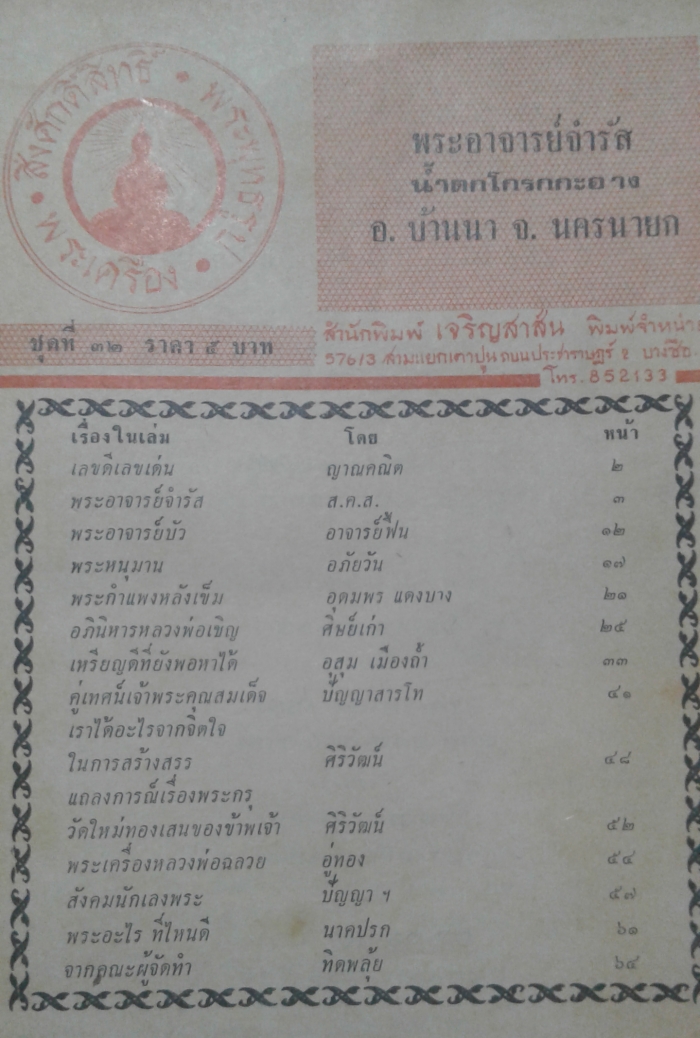 สิ่งศักดิ์สิทธิ์ • พระพุทธรูป • พระเครื่อง •
พระอาจารย์จำรัส
น้ำตกโกรกกะอาง
อ. บ้านนา จ. นครนายก
ชุดที่ ๓๒ ราคา ๕ บาท
สำนักพิมพ์ เจริญสาส์น พิมพ์จำหน่าย
576/3 สามแยกเตาปูน ถนนประชาราษฎร์ ๒ บางซื่อ.
โทร. 852133
เรื่องในเล่ม โดย หน้า
เลขดีเลขเด่น ญาณคณิต ๒
พระอาจารย์จำรัส ส.ค.ส. ๓
พระอาจารย์บัว อาจารย์ฟื้น ๑๒
พระหนุมาน อภัยวัน ๑๗
พระกำแพงหลังเข็ม อุดมพร แดงบาง ๒๑
อภินิหารหลวงพ่อเชิญ ศิษย์เก่า ๒๕
เหรียญดีที่ยังพอหาได้ อูสุม เมืองถ้ำ ๓๓
คู่เทศน์เจ้าพระคุณสมเด็จ ปัญญาสารโท ๔๑
เราได้อะไรจากจิตใจ
ในการสร้างสรร ศิริวัฒน์ ๔๘
แถลงการณ์เรื่องพระกรุ
วัดใหม่ทองเสนของข้าพเจ้า ศิริวัฒน์ ๕๒
พระเครื่องหลวงพ่อฉลวย อู่ทอง ๕๔
สังคมนักเลงพระ ปัญญา ฯ ๕๗
พระอะไร ที่ไหนดี นาคปรก ๖๑
จากคณะผู้จัดทำ ทิดพลุ้ย ๖๔